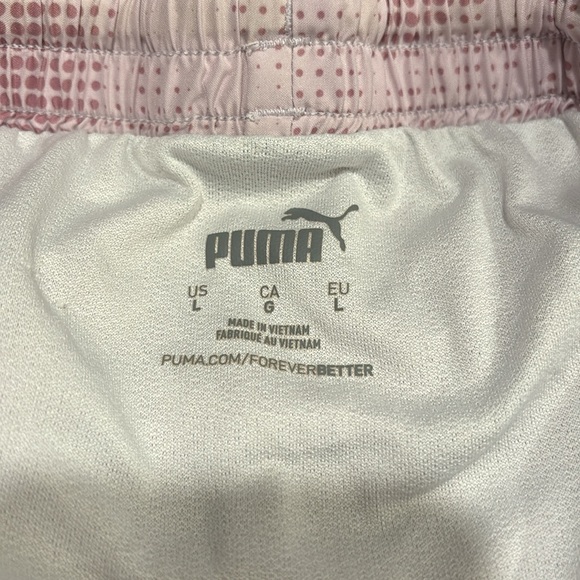 PUMA
US CA EU
L G L
MADE IN VIETNAM
FABRIQUÉ AU VIETNAM
PUMA.COM/FOREVERBETTER